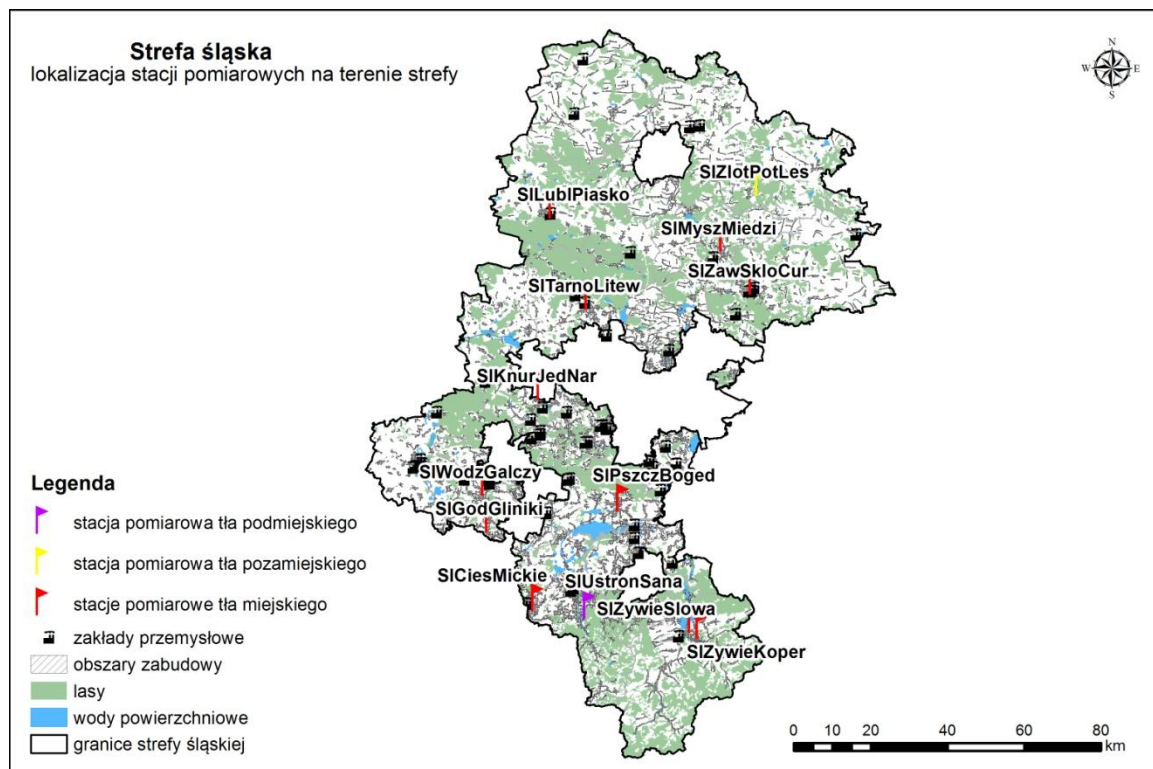 Strefa śląska
lokalizacja stacji pomiarowych na terenie strefy
N
W E
S
SlZlotPotLes
SlLublPiasko
SlMyszMiedzi
SlZawSkloCur
SlTarnoLitew
SlKnurJedNar
SlWodzGalczy
SlPszczBoged
SlGodGliniki
SlCiesMickie
SlUstronSana
SlZywieSlowa
SlZywieKoper
Legenda
stacja pomiarowa tła podmiejskiego
stacja pomiarowa tła pozamiejskiego
stacje pomiarowe tła miejskiego
zakłady przemysłowe
obszary zabudowy
lasy
wody powierzchniowe
granice strefy śląskiej
0 10 20 40 60 80
km